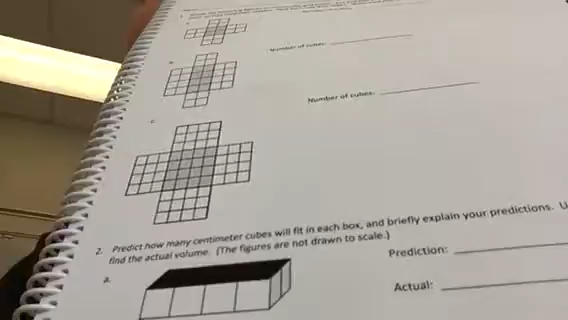 a.
Number of cubes:
b.
Number of cubes:
c.
2. Predict how many centimeter cubes will fit in each box, and briefly explain your predictions. U
find the actual volume. (The figures are not drawn to scale.)
a.
Prediction:
Actual: